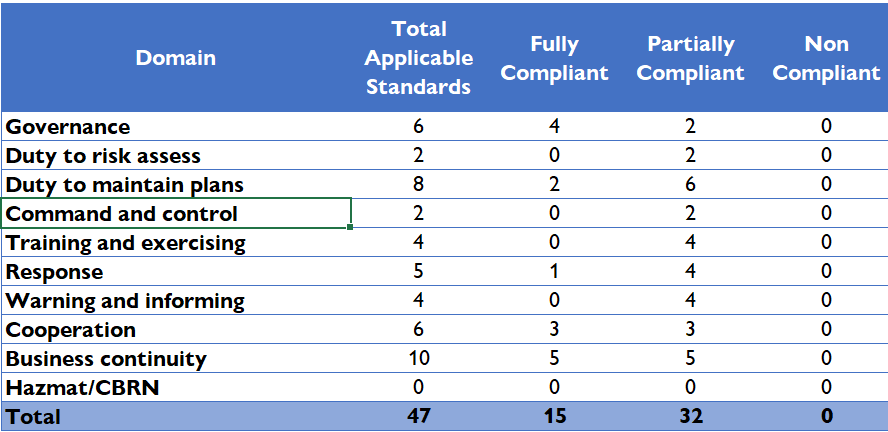 Domain Total Applicable Standards Fully Compliant Partially Compliant Non Compliant
Governance 6 4 2 0
Duty to risk assess 2 0 2 0
Duty to maintain plans 8 2 6 0
Command and control 2 0 2 0
Training and exercising 4 0 4 0
Response 5 1 4 0
Warning and informing 4 0 4 0
Cooperation 6 3 3 0
Business continuity 10 5 5 0
Hazmat/CBRN 0 0 0 0
Total 47 15 32 0